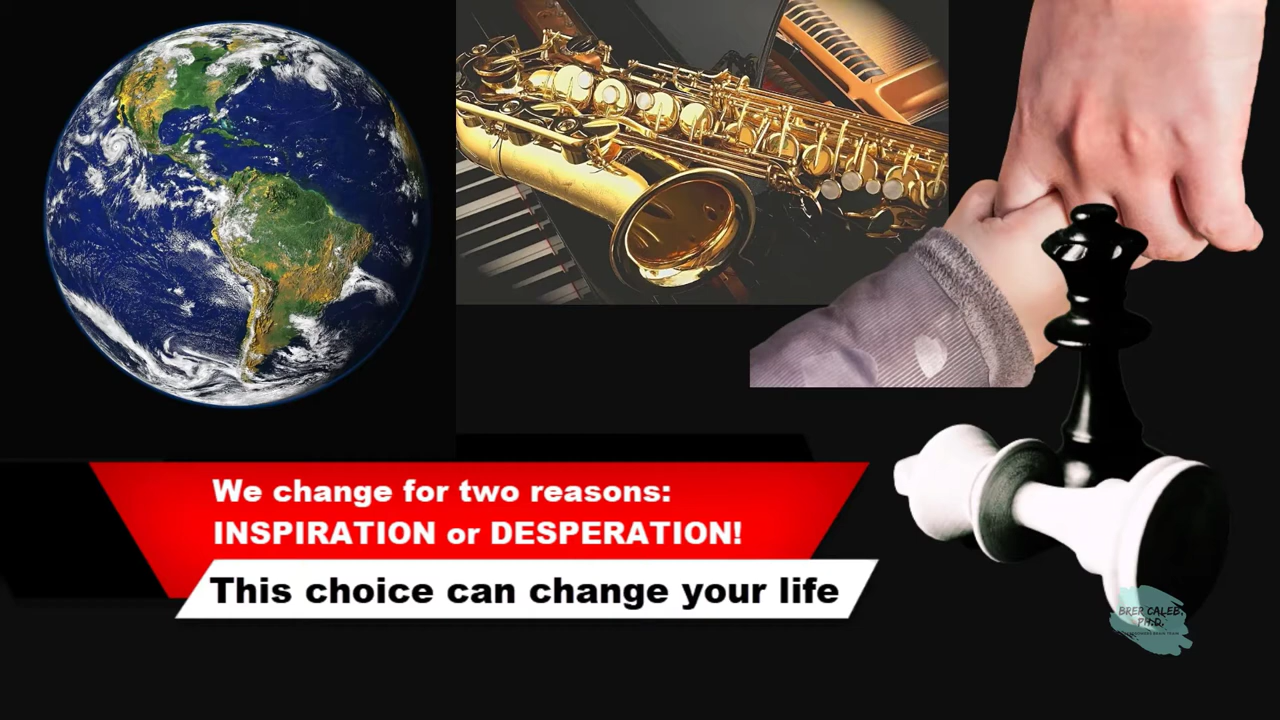 We change for two reasons:
INSPIRATION or DESPERATION!
This choice can change your life
BRER CALEB,
PH.D.